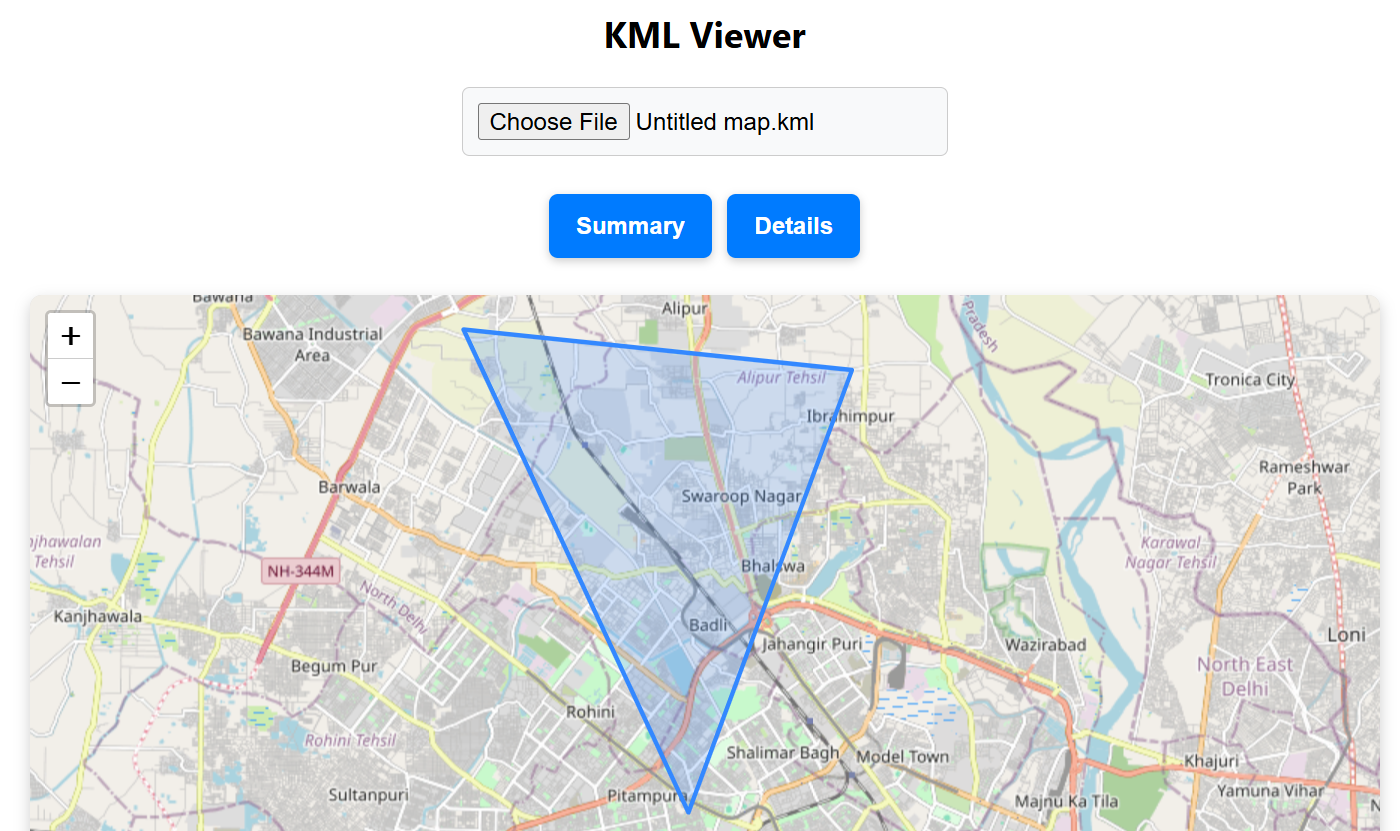 KML Viewer
Choose File Untitled map.kml
Summary Details
Bawana
Alipur
+
−
Bawana Industrial
Area
Pradesh
Alipur Tehsil
Tronica City
Ibrahimpur
Barwala
Swaroop Nagar
Rameshwar
Park
njhawalan
Tehsil
NH-344M
Bhalswa
Karawal
Nagar Tehsil
North Delhi
Kanjhawala
Badli
Jahangir Puri
Wazirabad
Loni
Begum Pur
North East
Delhi
Rohini
Rohini Tehsil
Shalimar Bagh
Model Town
Khajuri
Sultanpuri
Pitampura
Majnu Ka Tila
Yamuna Vihar